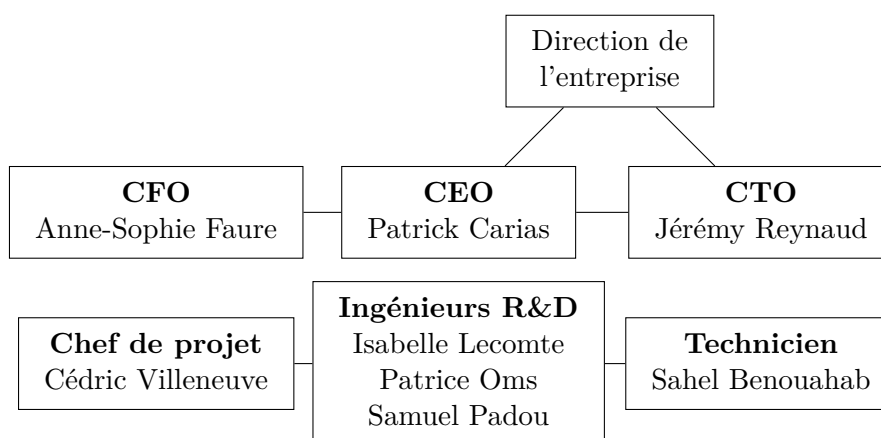 Direction de
l'entreprise
CFO
Anne-Sophie Faure
CEO
Patrick Carias
CTO
Jérémy Reynaud
Chef de projet
Cédric Villeneuve
Ingénieurs R&D
Isabelle Lecomte
Patrice Oms
Samuel Padou
Technicien
Sahel Benouahab